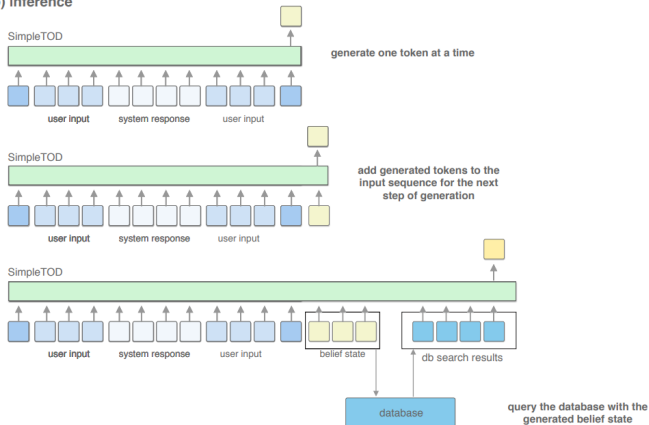 ) Inference
SimpleTOD
generate one token at a time
user input system response user input
SimpleTOD
add generated tokens to the
input sequence for the next
step of generation
user input system response user input
SimpleTOD
user input system response user input belief state db search results
database
query the database with the
generated belief state